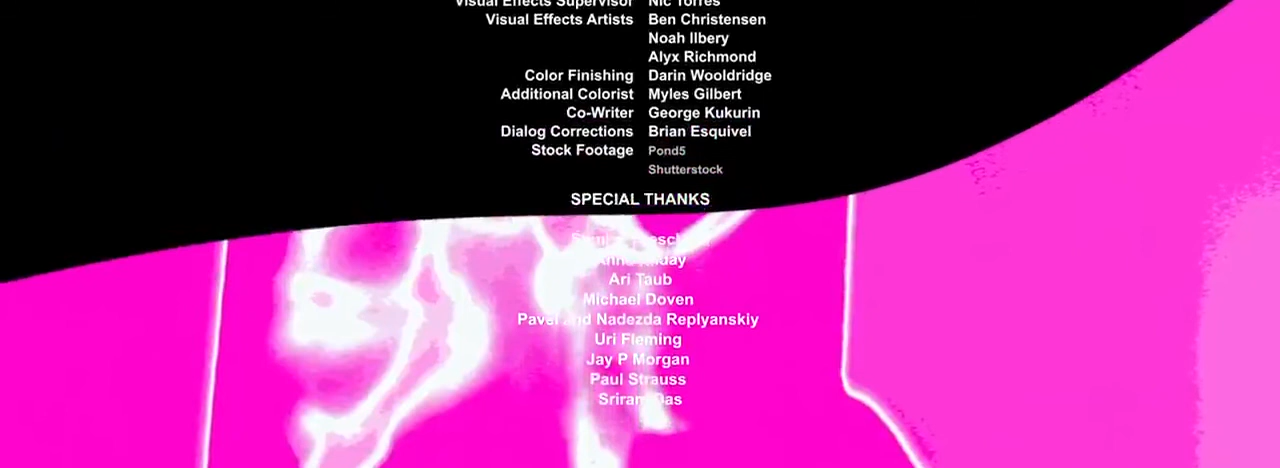 Visual Effects Supervisor Nic Torres
Visual Effects Artists Ben Christensen
Noah Ilbery
Alyx Richmond
Color Finishing Darin Wooldridge
Additional Colorist Myles Gilbert
Co-Writer George Kukurin
Dialog Corrections Brian Esquivel
Stock Footage Pond5
Shutterstock
SPECIAL THANKS
Ari Taub
Michael Doven
Pavel and Nadezda Replyanskiy
Uri Fleming
Jay P Morgan
Paul Strauss
Sriram Das